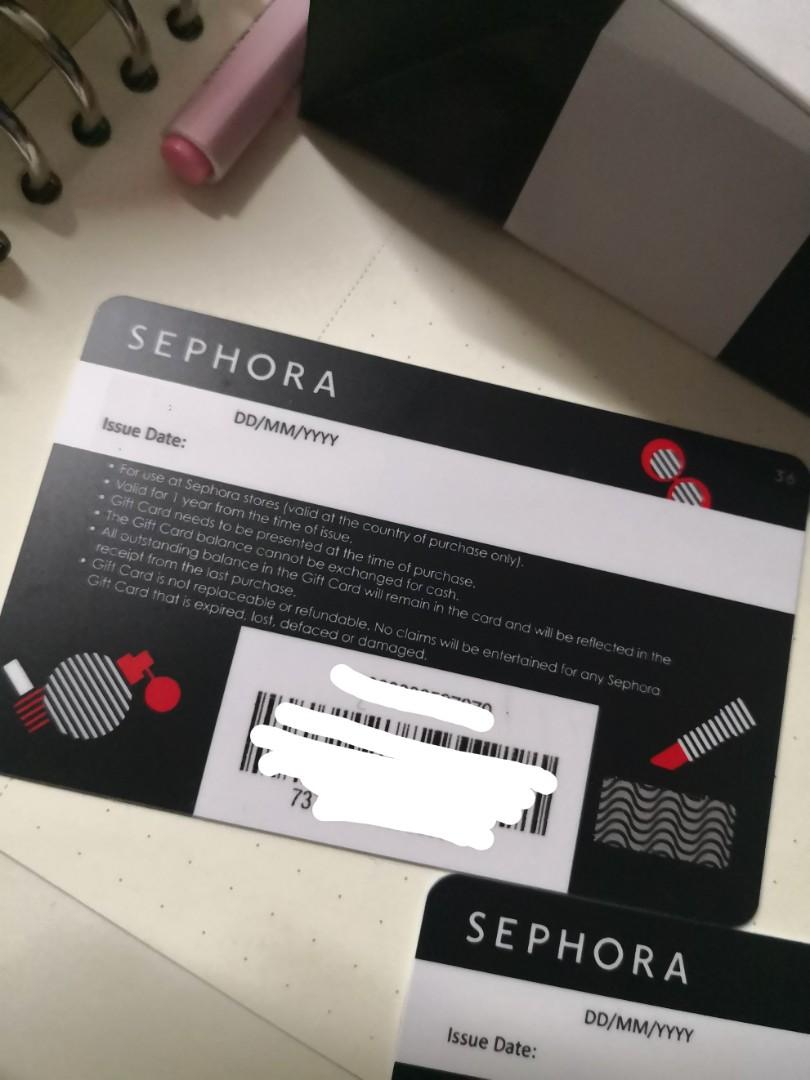 SEPHORA
36
DD/MM/YYYY
Issue Date:
• For use at Sephora stores (valid at the country of purchase only).
• Valid for 1 year from the time of issue.
• Gift Card needs to be presented at the time of purchase.
• The Gift Card balance cannot be exchanged for cash.
• All outstanding balance in the Gift Card will remain in the card and will be reflected in the
receipt from the last purchase.
• Gift Card is not replaceable or refundable. No claims will be entertained for any Sephora
Gift Card that is expired, lost, defaced or damaged.
73
SEPHORA
DD/MM/YYYY
Issue Date: